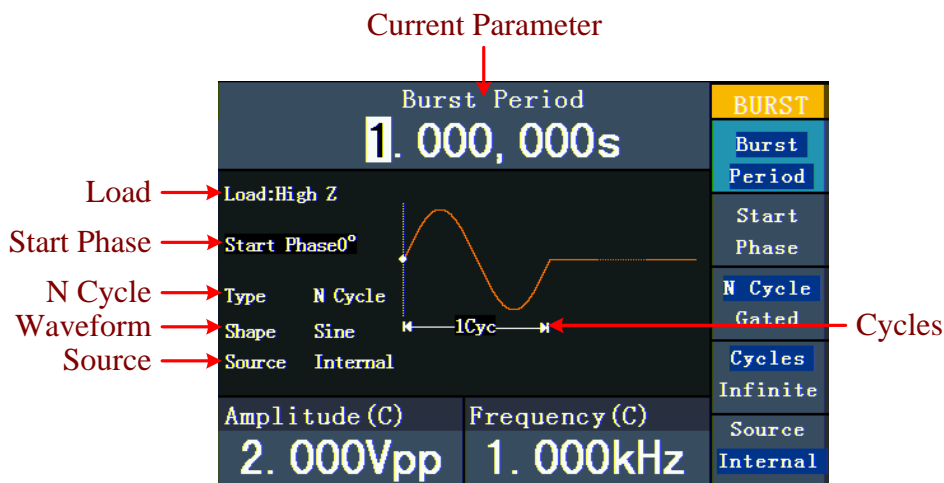 Current Parameter
Burst Period
1.000,000s
Load
Start Phase
N Cycle
Waveform
Source
Load:High Z
Start Phase0°
Type N Cycle
Shape Sine
Source Internal
1Cyc
Cycles
Amplitude(C)
2.000Vpp
Frequency(C)
1.000kHz
BURST
Burst
Period
Start
Phase
N Cycle
Gated
Cycles
Infinite
Source
Internal